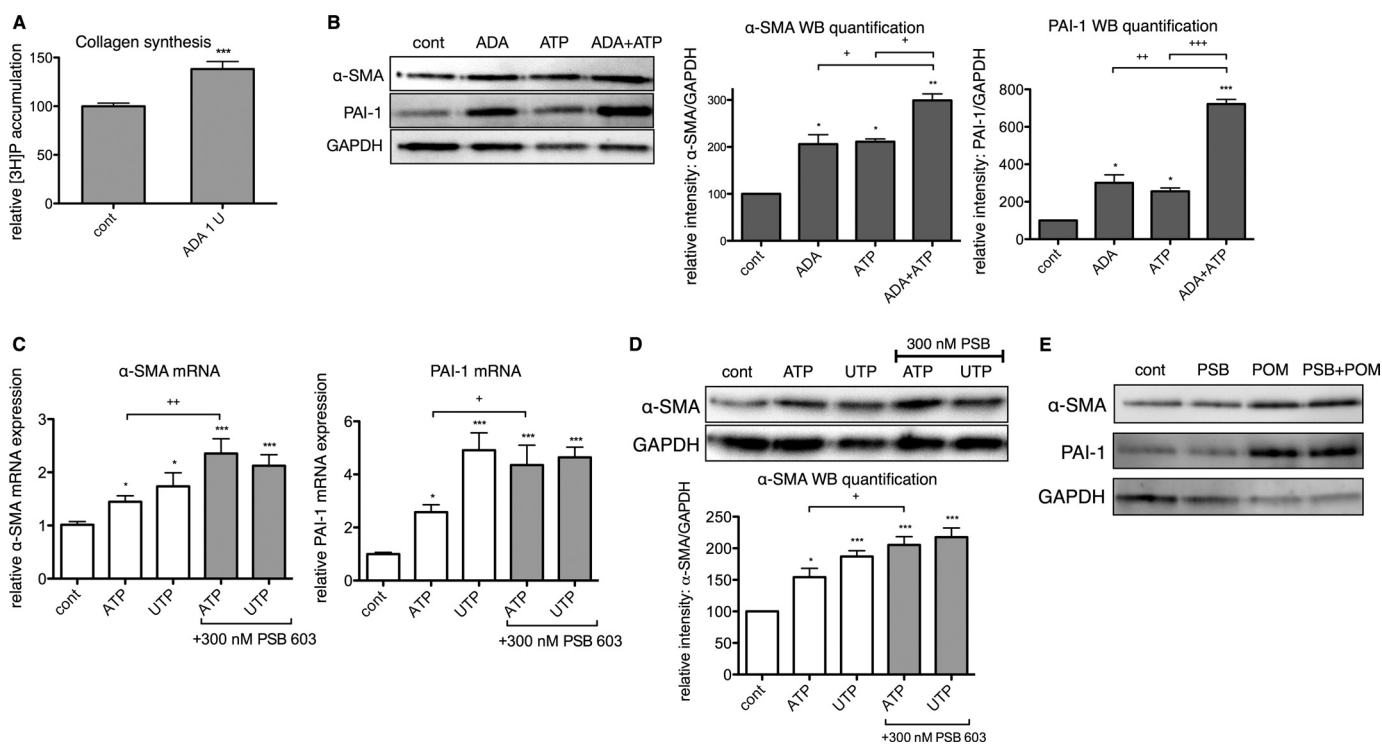 A
Collagen synthesis
relative [3H]P accumulation
150
100
50
0
***
cont
ADA 1 U
B
cont ADA ATP ADA+ATP
α-SMA
PAI-1
GAPDH
α-SMA WB quantification
relative intensity: α-SMA/GAPDH
300
200
100
0
+
+
*
*
**
cont
ADA
ATP
ADA+ATP
PAI-1 WB quantification
relative intensity: PAI-1/GAPDH
800
600
400
200
0
+++
++
*
*
***
cont
ADA
ATP
ADA+ATP
C
α-SMA mRNA
relative α-SMA mRNA expression
3
2
1
0
++
*
*
***
***
cont
ATP
UTP
ATP
UTP
+300 nM PSB 603
PAI-1 mRNA
relative PAI-1 mRNA expression
6
4
2
0
+
*
***
***
***
cont
ATP
UTP
ATP
UTP
+300 nM PSB 603
D
300 nM PSB
cont ATP UTP ATP UTP
α-SMA
GAPDH
α-SMA WB quantification
relative intensity: α-SMA/GAPDH
250
200
150
100
50
0
+
*
***
***
***
cont
ATP
UTP
ATP
UTP
+300 nM PSB 603
E
cont PSB POM PSB+POM
α-SMA
PAI-1
GAPDH